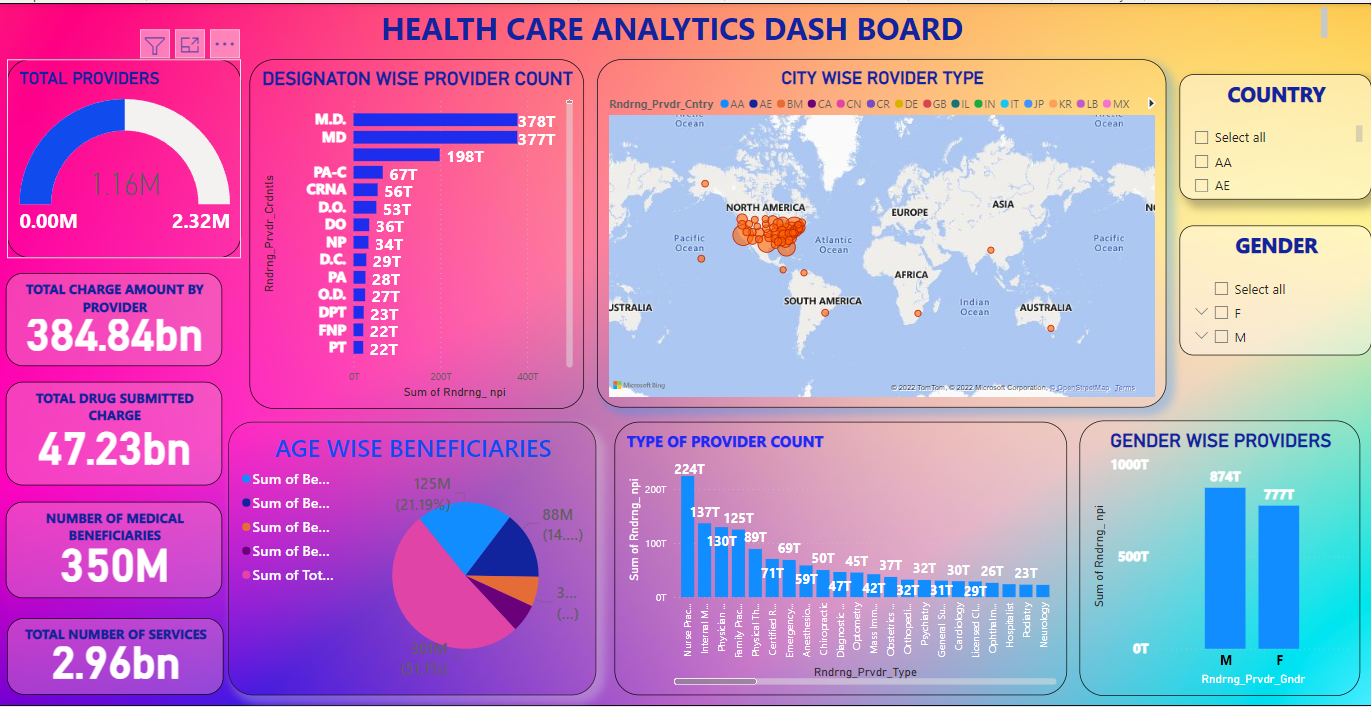 HEALTH CARE ANALYTICS DASH BOARD
TOTAL PROVIDERS
1.16M
0.00M
2.32M
TOTAL CHARGE AMOUNT BY
PROVIDER
384.84bn
TOTAL DRUG SUBMITTED
CHARGE
47.23bn
NUMBER OF MEDICAL
BENEFICIARIES
350M
TOTAL NUMBER OF SERVICES
2.96bn
DESIGNATON WISE PROVIDER COUNT
Rndrng_Prvdr_Crdntls
M.D. 378T
MD 377T
198T
PA-C 67T
CRNA 56T
D.O. 53T
DO 36T
NP 34T
D.C. 29T
PA 28T
O.D. 27T
DPT 23T
FNP 22T
PT 22T
0T 200T 400T
Sum of Rndrng_ npi
CITY WISE ROVIDER TYPE
Rndrng_Prvdr_Cntry AA AE BM CA CN CR DE GB IL IN IT JP KR LB MX
Arctic
Ocean
Arctic
Ocean
NORTH AMERICA
EUROPE
ASIA
Pacific
Ocean
Atlantic
Ocean
Pacific
Ocean
AFRICA
SOUTH AMERICA
Indian
Ocean
AUSTRALIA
USTRALIA
NO
Microsoft Bing
© 2022 TomTom, © 2022 Microsoft Corporation, © OpenStreetMap Terms
COUNTRY
Select all
AA
AE
GENDER
Select all
F
M
AGE WISE BENEFICIARIES
Sum of Be...
Sum of Be...
Sum of Be...
Sum of Be...
Sum of Tot...
125M
(21.19%)
88M
(14....)
3...
(...)
TYPE OF PROVIDER COUNT
Sum of Rndrng_ npi
200T
100T
0T
224T
137T
130T
125T
89T
71T
69T
59T
50T
47T
45T
42T
37T
32T
32T
31T
30T
29T
26T
23T
Nurse Prac...
Internal M...
Physician ...
Family Prac...
Physical Th...
Certified R...
Emergency...
Anesthesio...
Chiropractic
Diagnostic ...
Optometry
Mass Imm...
Obstetrics ...
Orthopedi...
Psychiatry
General Su...
Cardiology
Licensed Cl...
Ophthalm...
Hospitalist
Podiatry
Neurology
Rndrng_Prvdr_Type
GENDER WISE PROVIDERS
Sum of Rndrng_ npi
1000T
500T
0T
874T
777T
M F
Rndrng_Prvdr_Gndr